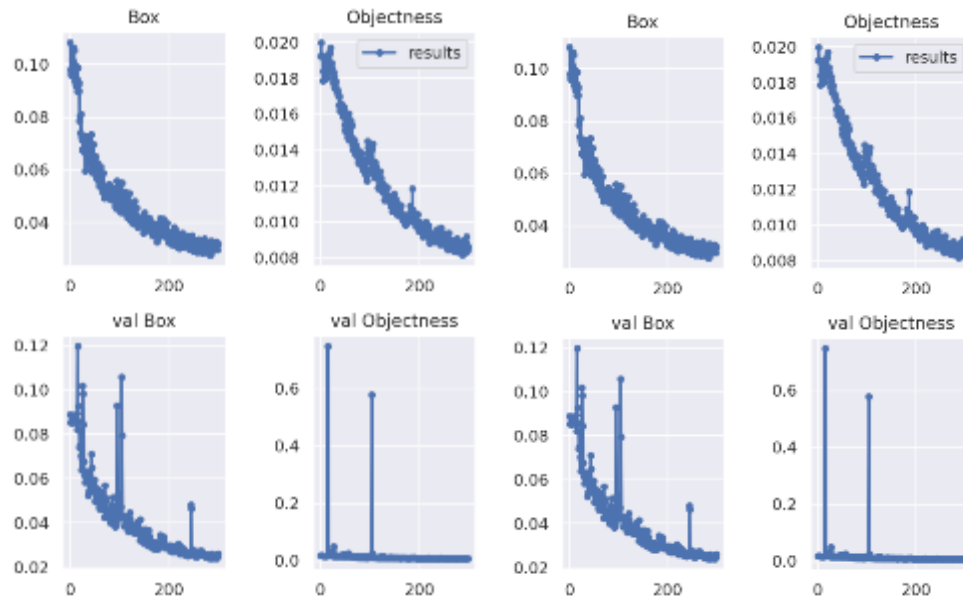 Box Objectness Box Objectness
results results
0.10 0.020 0.10 0.020
0.018 0.018
0.08 0.016 0.08 0.016
0.014 0.014
0.06 0.012 0.06 0.012
0.04 0.010 0.04 0.010
0.008 0.008
0 200 0 200 0 200 0 200
val Box val Objectness val Box val Objectness
0.12 0.12
0.10 0.6 0.10 0.6
0.08 0.4 0.08 0.4
0.06 0.06
0.04 0.2 0.04 0.2
0.02 0.0 0.02 0.0
0 200 0 200 0 200 0 200